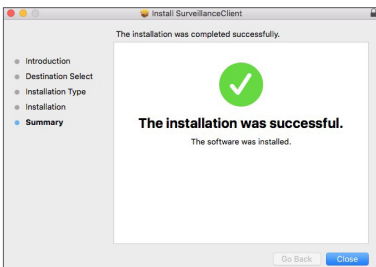 Install SurveillanceClient
The installation was completed successfully.
Introduction
Destination Select
Installation Type
Installation
Summary
The installation was successful.
The software was installed.
Go Back
Close